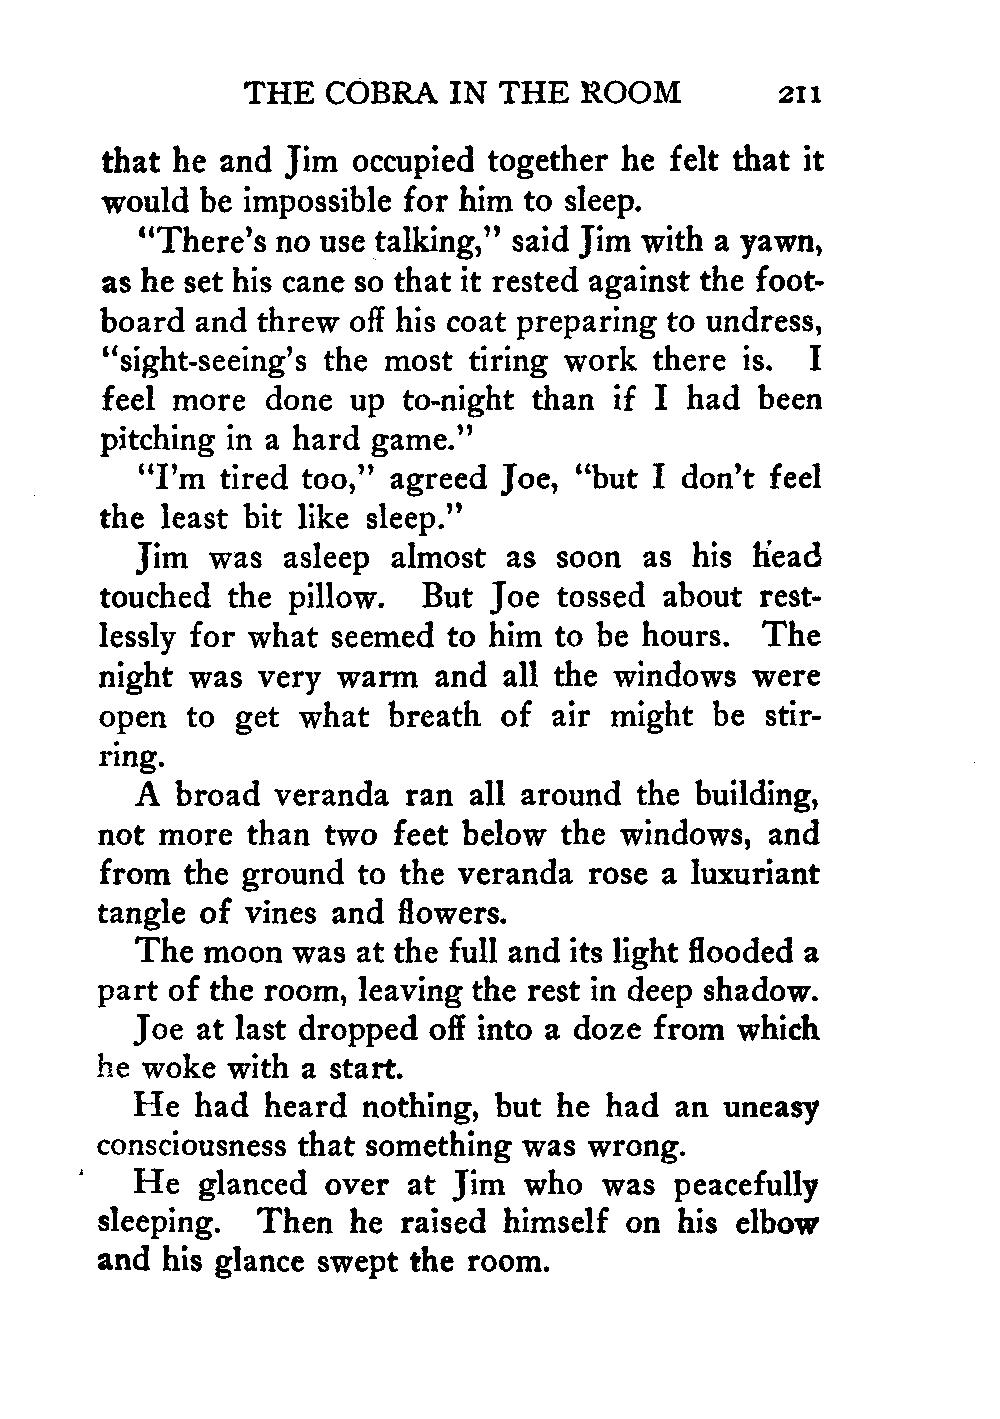 THE COBRA IN THE ROOM 211
that he and Jim occupied together he felt that it
would be impossible for him to sleep.
"There's no use talking," said Jim with a yawn,
as he set his cane so that it rested against the foot-
board and threw off his coat preparing to undress,
"sight-seeing's the most tiring work there is. I
feel more done up to-night than if I had been
pitching in a hard game."
"I'm tired too," agreed Joe, "but I don't feel
the least bit like sleep."
Jim was asleep almost as soon as his head
touched the pillow. But Joe tossed about rest-
lessly for what seemed to him to be hours. The
night was very warm and all the windows were
open to get what breath of air might be stir-
ring.
A broad veranda ran all around the building,
not more than two feet below the windows, and
from the ground to the veranda rose a luxuriant
tangle of vines and flowers.
The moon was at the full and its light flooded a
part of the room, leaving the rest in deep shadow.
Joe at last dropped off into a doze from which
he woke with a start.
He had heard nothing, but he had an uneasy
consciousness that something was wrong.
He glanced over at Jim who was peacefully
sleeping. Then he raised himself on his elbow
and his glance swept the room.